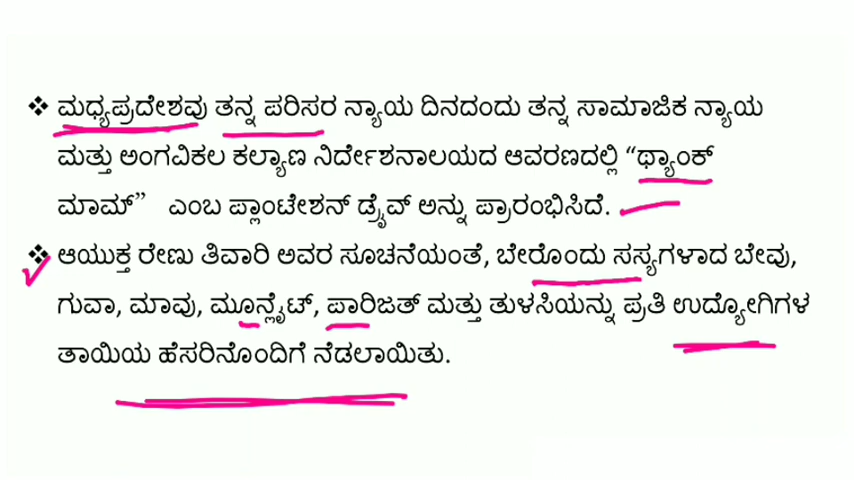 ❖ ಮಧ್ಯಪ್ರದೇಶವು ತನ್ನ ಪರಿಸರ ನ್ಯಾಯ ದಿನದಂದು ತನ್ನ ಸಾಮಾಜಿಕ ನ್ಯಾಯ
ಮತ್ತು ಅಂಗವಿಕಲ ಕಲ್ಯಾಣ ನಿರ್ದೇಶನಾಲಯದ ಆವರಣದಲ್ಲಿ “ಥ್ಯಾಂಕ್
ಮಾಮ್” ಎಂಬ ಪ್ಲಾಂಟೇಶನ್ ಡ್ರೈವ್ ಅನ್ನು ಪ್ರಾರಂಭಿಸಿದೆ.
❖ ಆಯುಕ್ತ ರೇಣು ತಿವಾರಿ ಅವರ ಸೂಚನೆಯಂತೆ, ಬೇರೊಂದು ಸಸ್ಯಗಳಾದ ಬೇವು,
ಗುವಾ, ಮಾವು, ಮೂನ್ಲೈಟ್, ಪಾರಿಜತ್ ಮತ್ತು ತುಳಸಿಯನ್ನು ಪ್ರತಿ ಉದ್ಯೋಗಿಗಳ
ತಾಯಿಯ ಹೆಸರಿನೊಂದಿಗೆ ನೆಡಲಾಯಿತು.